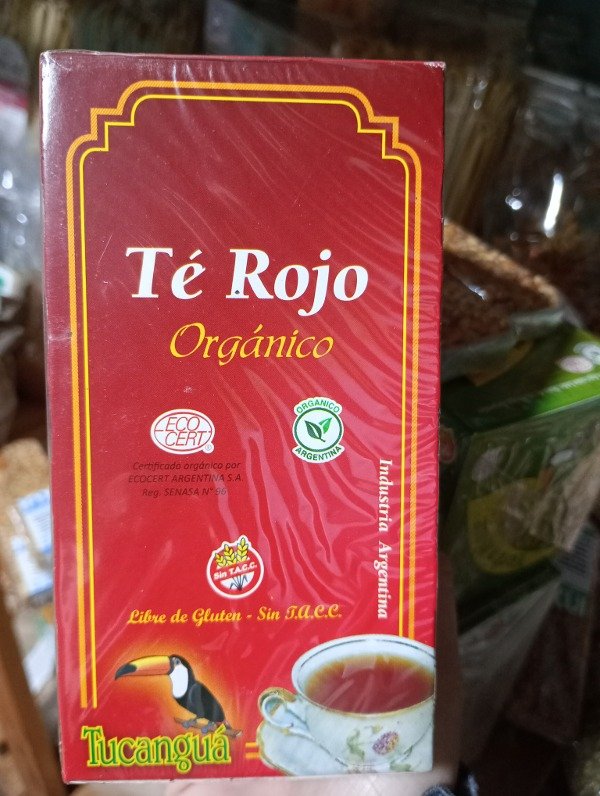 Té Rojo
Orgánico
ECO
CERT
ORGANICO
ARGENTINA
Certificado orgánico por
ECOCERT ARGENTINA S.A.
Reg. SENASA N° 96
Industria Argentina
Sin T.A.C.C.
Libre de Gluten - Sin T.A.C.C.
Tucanguá